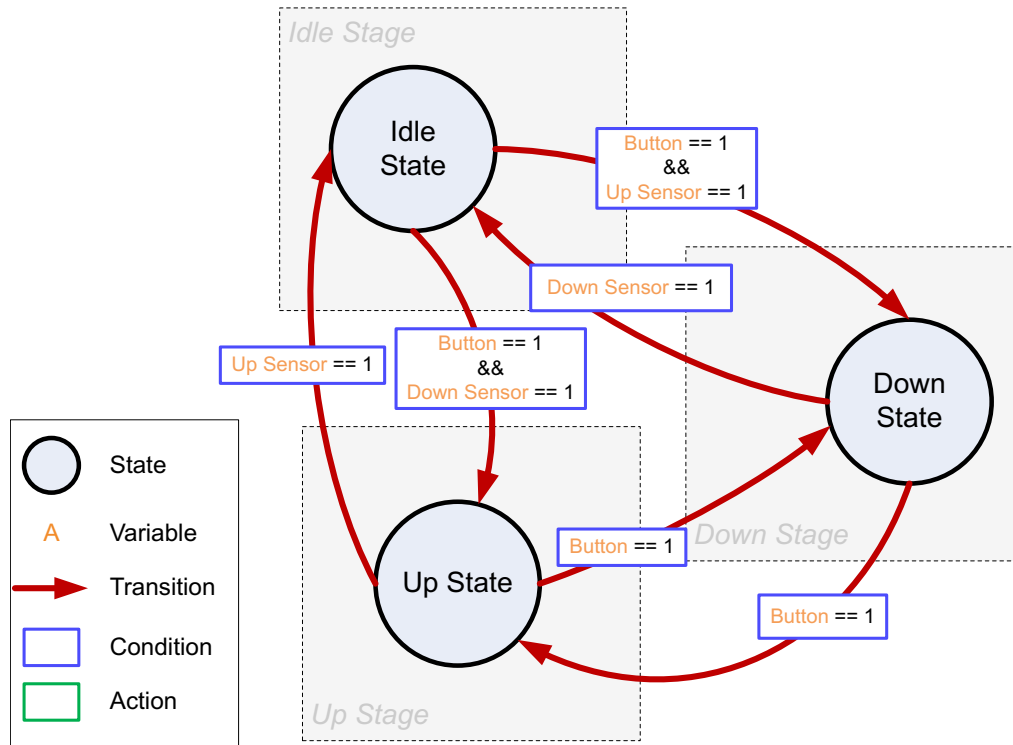 Idle Stage
Idle
State
Button == 1
&&
Up Sensor == 1
Down Sensor == 1
Up Sensor == 1
Button == 1
&&
Down Sensor == 1
Down
State
Down Stage
Button == 1
Up State
Button == 1
Up Stage
State
A Variable
Transition
Condition
Action